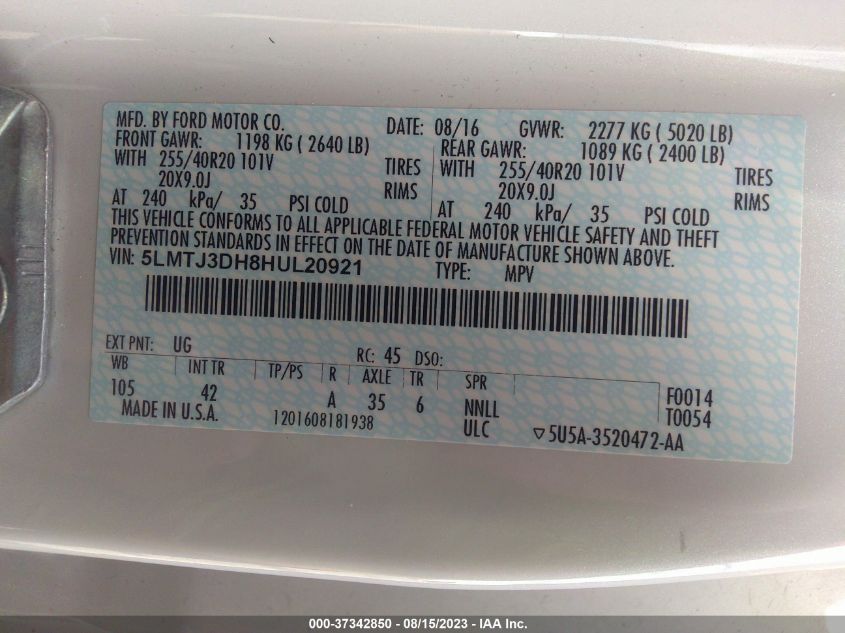 MFD. BY FORD MOTOR CO. DATE: 08/16 GVWR: 2277 KG ( 5020 LB)
FRONT GAWR: 1198 KG ( 2640 LB) REAR GAWR: 1089 KG ( 2400 LB)
WITH 255/40R20 101V TIRES WITH 255/40R20 101V TIRES
20X9.0J RIMS 20X9.0J RIMS
AT 240 kPa/ 35 PSI COLD AT 240 kPa/ 35 PSI COLD
THIS VEHICLE CONFORMS TO ALL APPLICABLE FEDERAL MOTOR VEHICLE SAFETY AND THEFT
PREVENTION STANDARDS IN EFFECT ON THE DATE OF MANUFACTURE SHOWN ABOVE.
VIN: 5LMTJ3DH8HUL20921 TYPE: MPV
EXT PNT: UG RC: 45 DSO:
WB INT TR TP/PS R AXLE TR SPR F0014
105 42 A 35 6 NNLL T0054
MADE IN U.S.A. 1201608181938 ULC ▽5U5A-3520472-AA
000-37342850 - 08/15/2023 - IAA Inc.